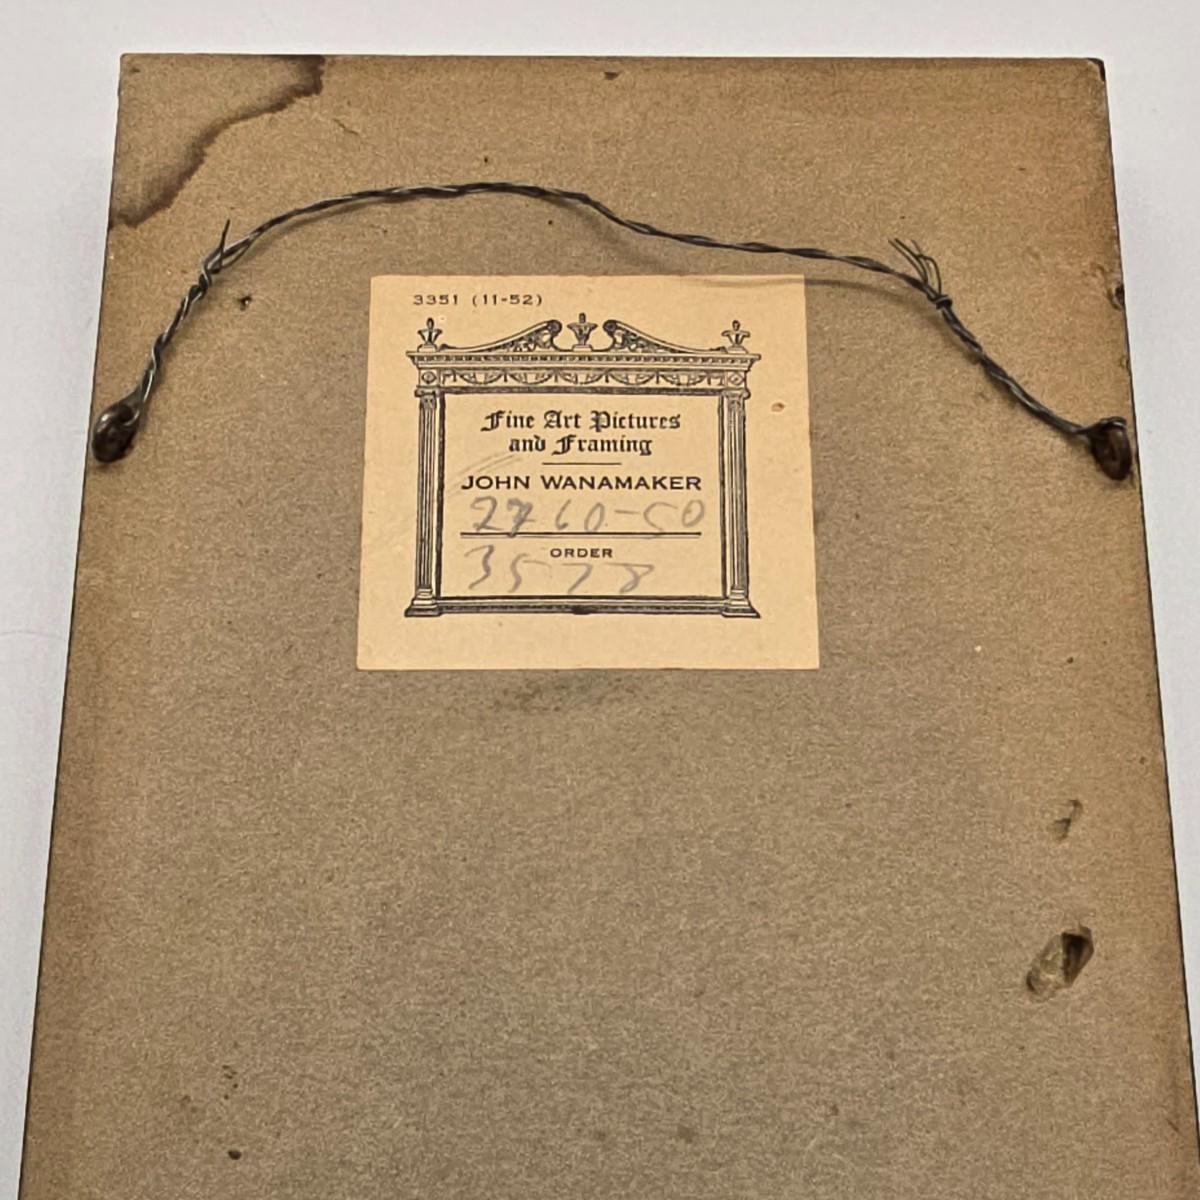 3351 (11-52)
Fine Art Pictures
and Framing
JOHN WANAMAKER
2760-50
ORDER
3578